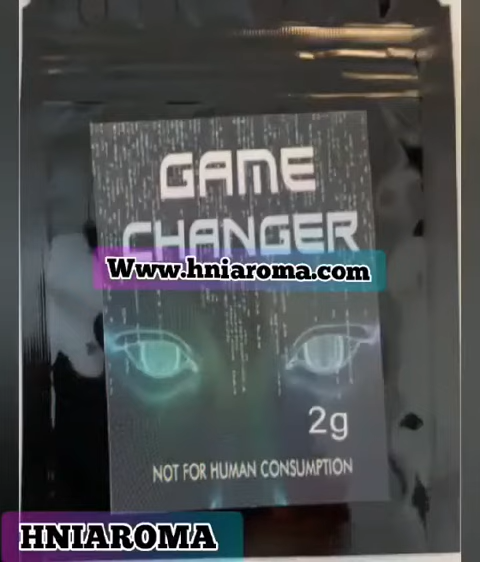 GAME
CHANGER
Www.hniaroma.com
2g
NOT FOR HUMAN CONSUMPTION
HNIAROMA